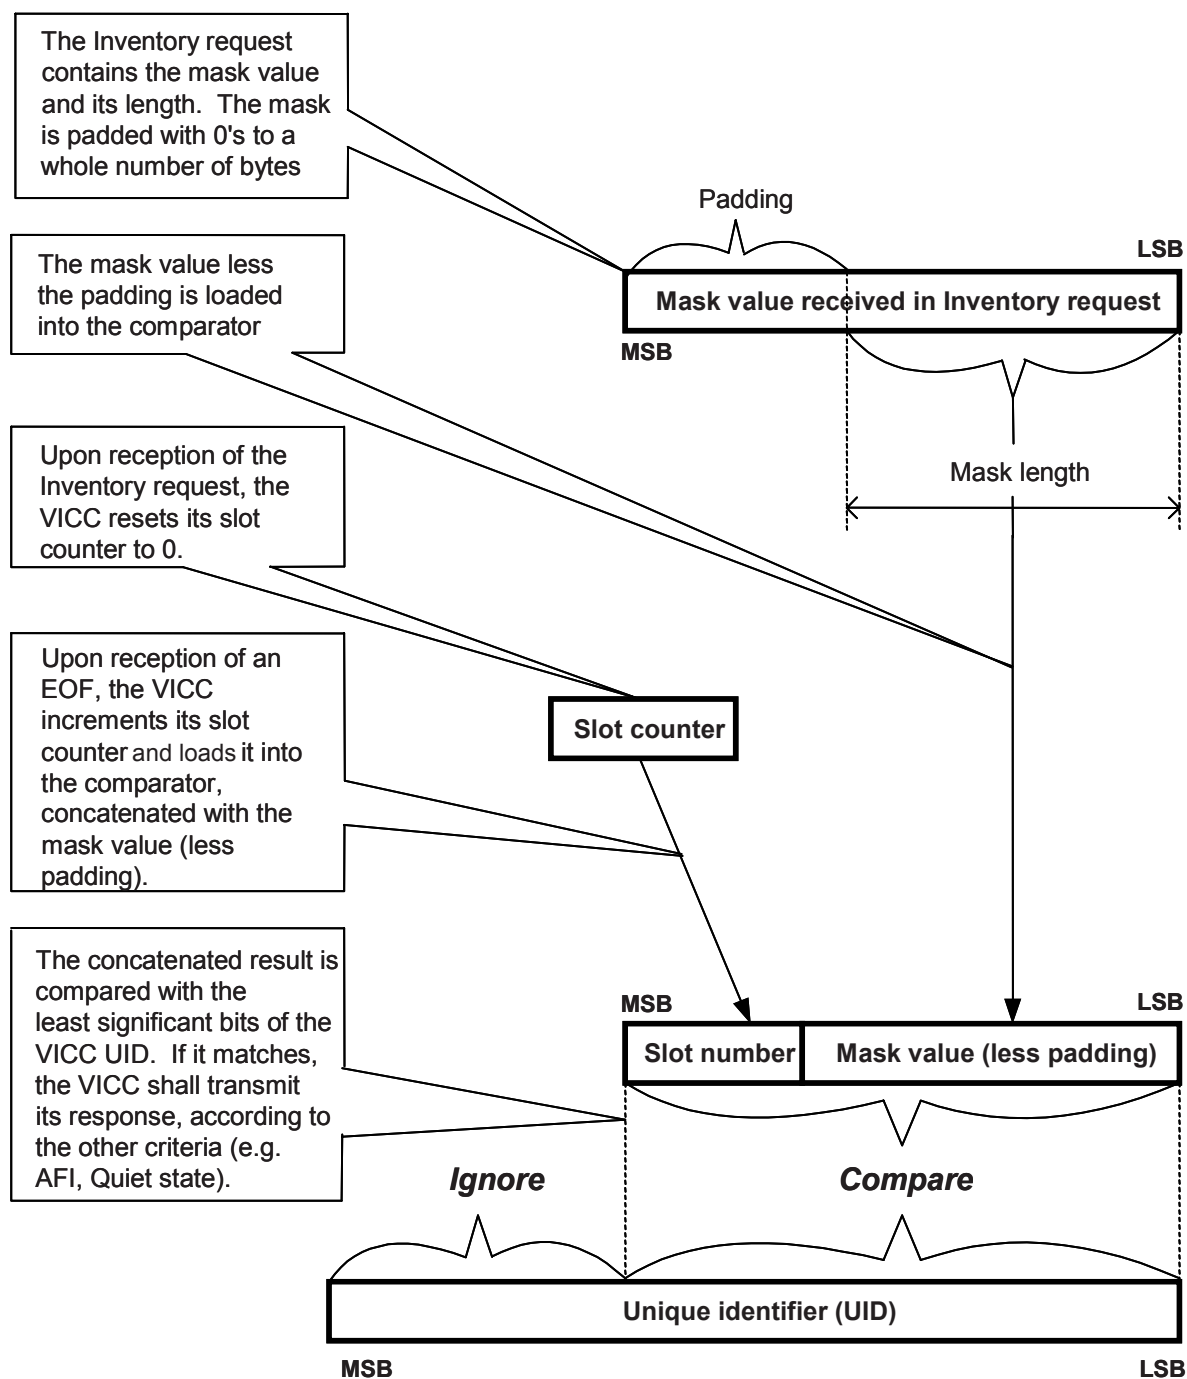 The Inventory request
contains the mask value
and its length. The mask
is padded with 0's to a
whole number of bytes
Padding
LSB
Mask value received in Inventory request
MSB
The mask value less
the padding is loaded
into the comparator
Mask length
Upon reception of the
Inventory request, the
VICC resets its slot
counter to 0.
Upon reception of an
EOF, the VICC
increments its slot
counter and loads it into
the comparator,
concatenated with the
mask value (less
padding).
Slot counter
The concatenated result is
compared with the
least significant bits of the
VICC UID. If it matches,
the VICC shall transmit
its response, according to
the other criteria (e.g.
AFI, Quiet state).
MSB LSB
Slot number Mask value (less padding)
Ignore Compare
Unique identifier (UID)
MSB LSB